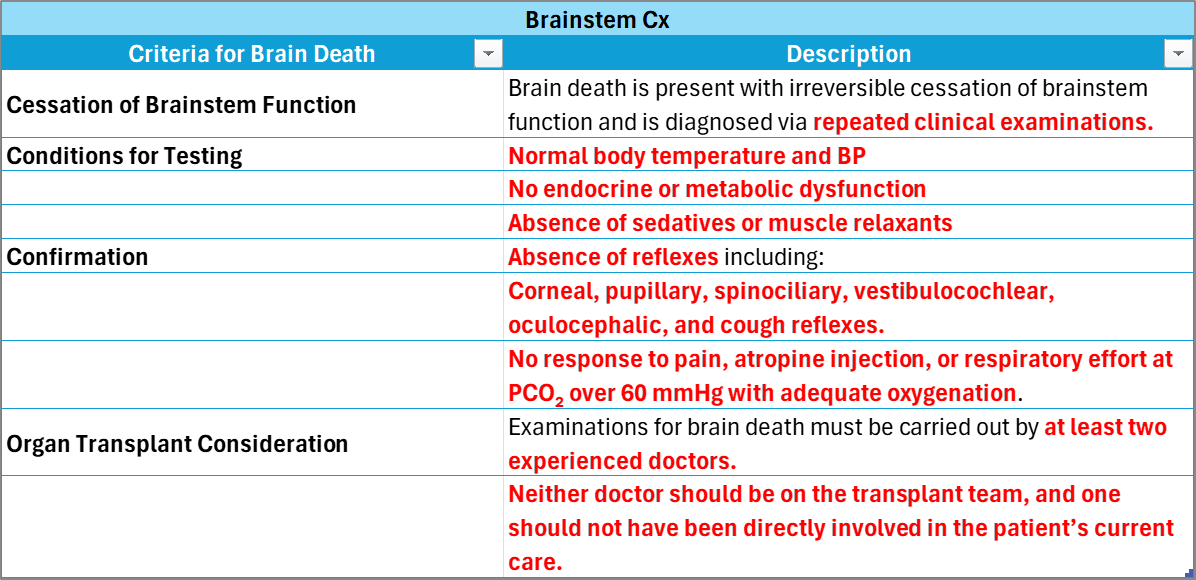 Brainstem Cx
Criteria for Brain Death
Description
Cessation of Brainstem Function
Brain death is present with irreversible cessation of brainstem
function and is diagnosed via repeated clinical examinations.
Conditions for Testing
Normal body temperature and BP
No endocrine or metabolic dysfunction
Absence of sedatives or muscle relaxants
Confirmation
Absence of reflexes including:
Corneal, pupillary, spinociliary, vestibulocochlear,
oculocephalic, and cough reflexes.
No response to pain, atropine injection, or respiratory effort at
PCO₂ over 60 mmHg with adequate oxygenation.
Organ Transplant Consideration
Examinations for brain death must be carried out by at least two
experienced doctors.
Neither doctor should be on the transplant team, and one
should not have been directly involved in the patient’s current
care.